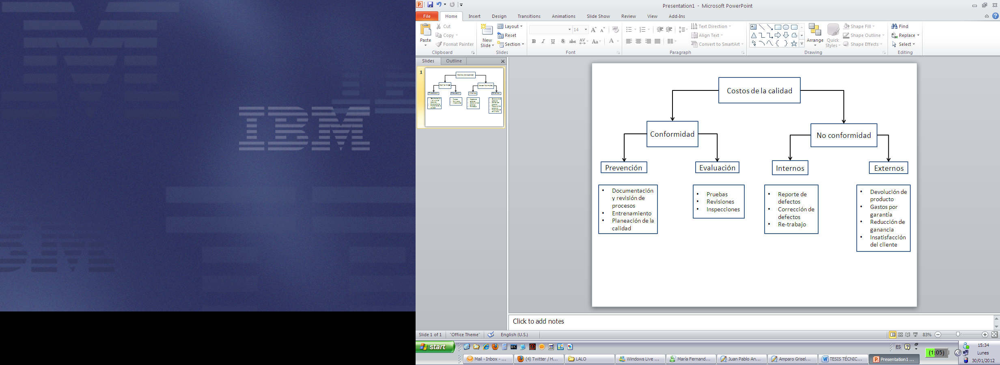 IBM
Presentation1 - Microsoft PowerPoint
File Home Insert Design Transitions Animations Slide Show Review View Add-Ins
Paste
Cut
Copy
Format Painter
Clipboard
New
Slide
Layout
Reset
Section
Slides
14
B I U S abc AV Aa A
Font
Text Direction
Align Text
Convert to SmartArt
Paragraph
Arrange
Quick
Styles
Shape Fill
Shape Outline
Shape Effects
Drawing
Find
Replace
Select
Editing
Slides Outline
1
Costos de la calidad
Conformidad
No conformidad
Prevención
Evaluación
Internos
Externos
• Documentación
y revisión de
procesos
• Entrenamiento
• Planeación de la
calidad
• Pruebas
• Revisiones
• Inspecciones
• Reporte de
defectos
• Corrección de
defectos
• Re-trabajo
• Devolución de
producto
• Gastos por
garantía
• Reducción de
ganancia
• Insatisfacción
del cliente
Click to add notes
Slide 1 of 1 "Office Theme" English (U.S.) 83%
start
ES
(1:05)
15:34
Lunes
30/01/2012
Mail - Inbox - ...
(4) Twitter / H...
LALO
Windows Live ...
María Fernand...
Juan Pablo An...
Amparo Grisel...
TESIS TÉCNIC...
Presentation1 ...